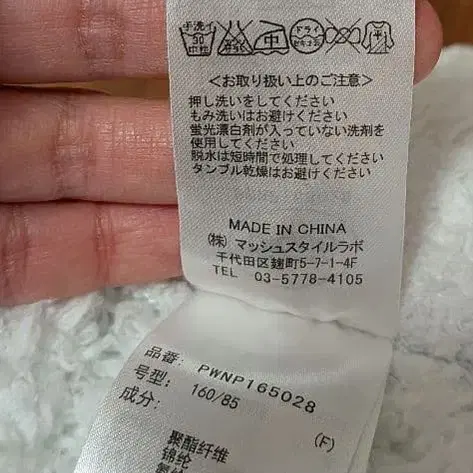 手洗イ
30
中性
ドライ
セキユ系
<お取り扱い上のご注意>
押し洗いをしてください
もみ洗いはお避けください
蛍光漂白剤が入っていない洗剤を
使用してください
脱水は短時間で処理してください
タンブル乾燥はお避けください
MADE IN CHINA
(株) マッシュスタイルラボ
千代田区麹町5-7-1-4F
TEL 03-5778-4105
品番: PWNP165028
号型: 160/85 (F)
成分:
聚酯纤维
锦纶